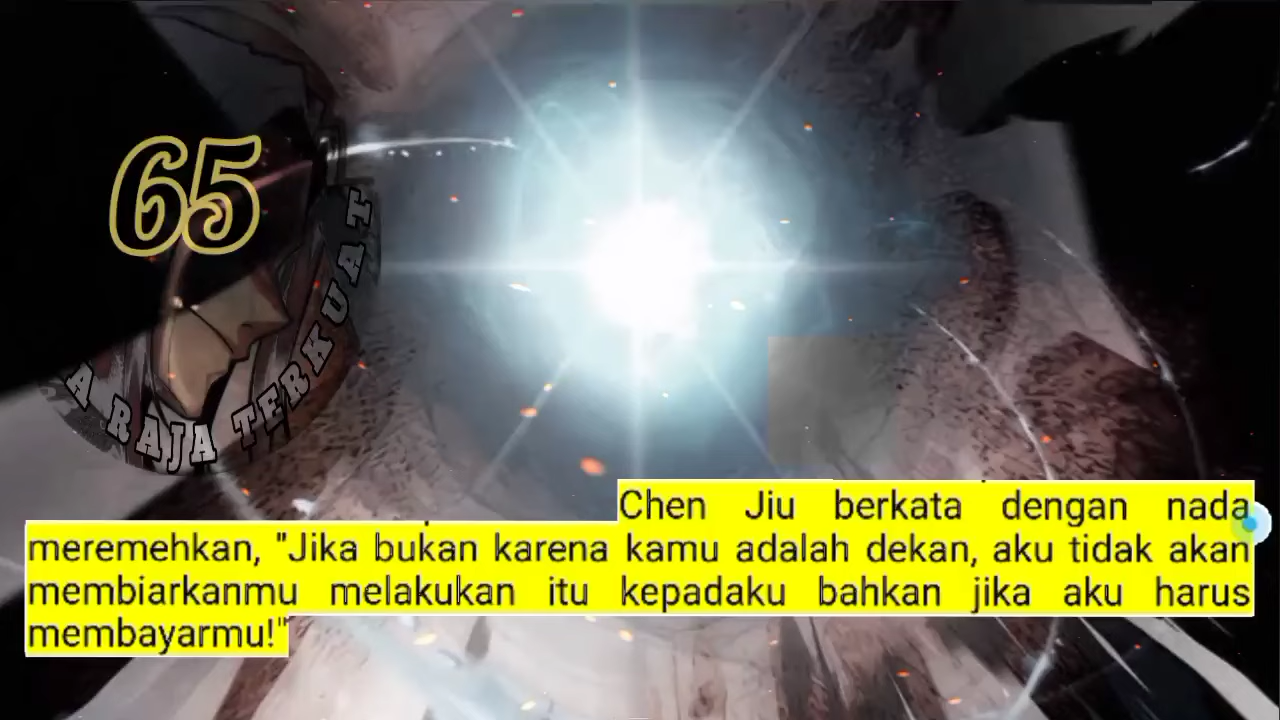 65
A RAJA TERKUAT
Chen Jiu berkata dengan nada
meremehkan, "Jika bukan karena kamu adalah dekan, aku tidak akan
membiarkanmu melakukan itu kepadaku bahkan jika aku harus
membayarmu!"